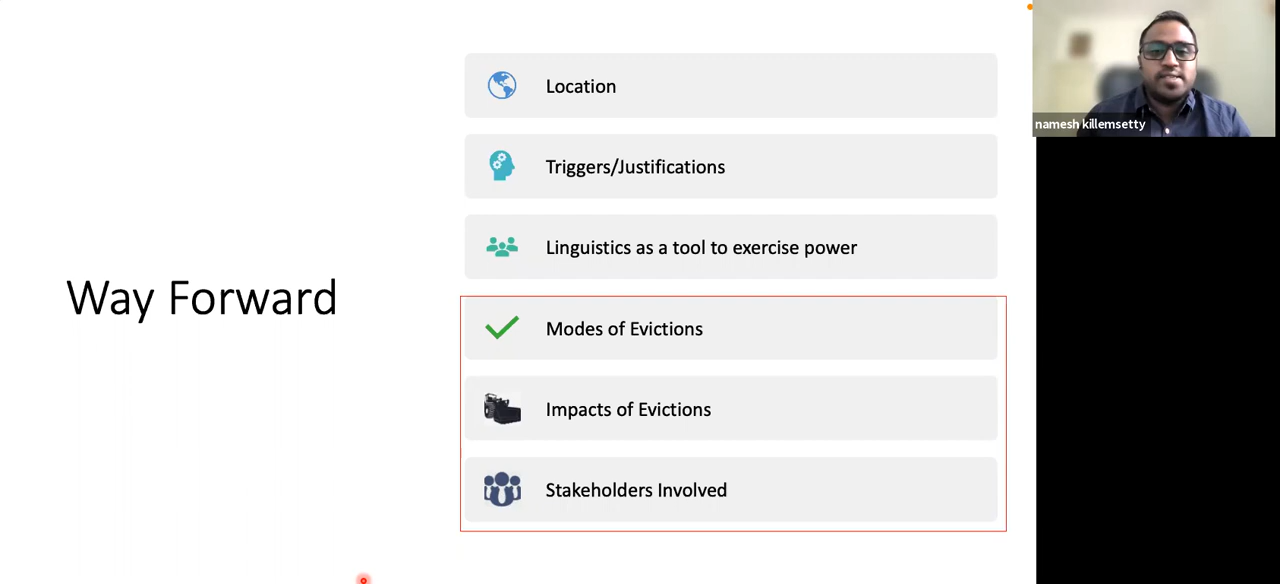 Way Forward
Location
Triggers/Justifications
Linguistics as a tool to exercise power
Modes of Evictions
Impacts of Evictions
Stakeholders Involved
namesh killemsetty